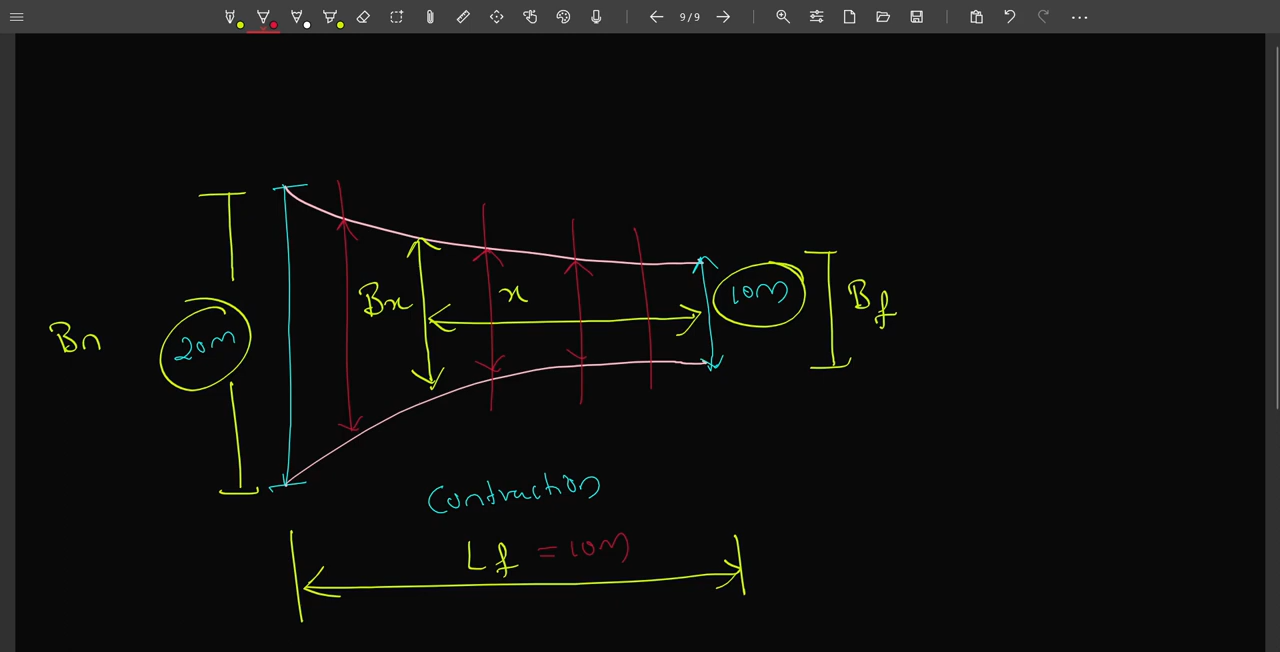 9/9
10m
Bx
x
Bf
Bn
20m
Contraction
Lf = 10m